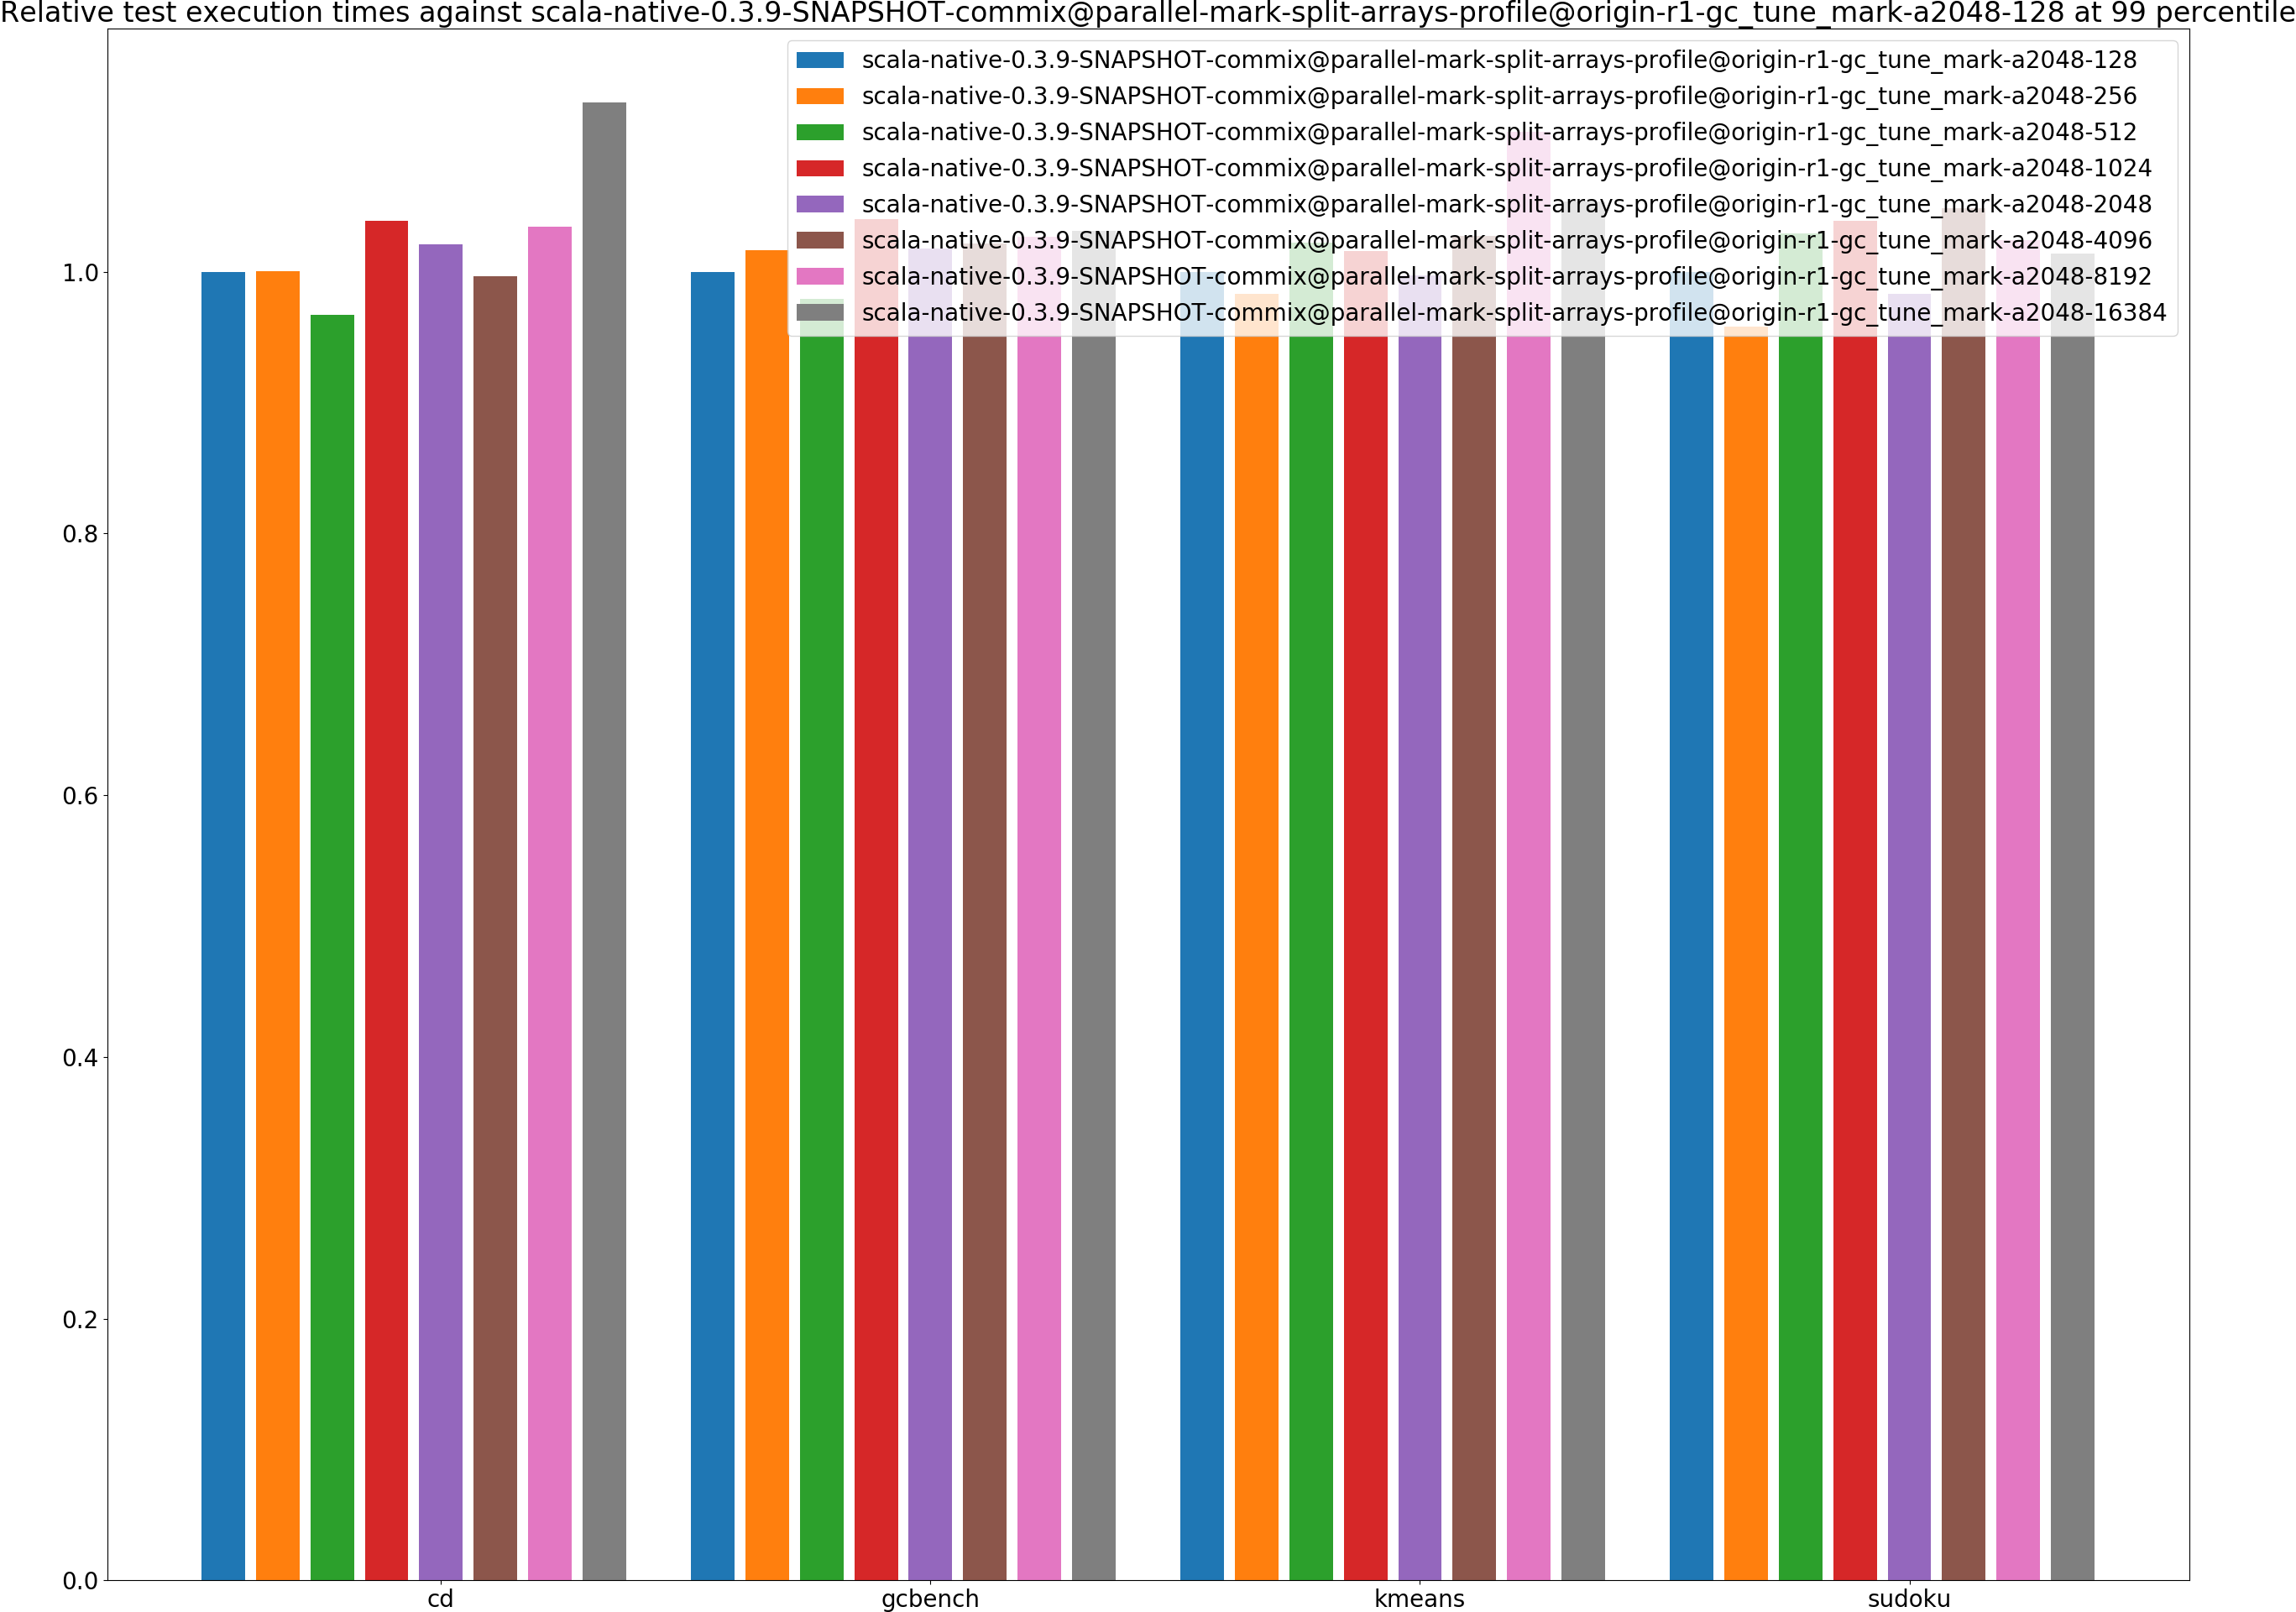 Relative test execution times against scala-native-0.3.9-SNAPSHOT-commix@parallel-mark-split-arrays-profile@origin-r1-gc_tune_mark-a2048-128 at 99 percentile
scala-native-0.3.9-SNAPSHOT-commix@parallel-mark-split-arrays-profile@origin-r1-gc_tune_mark-a2048-128
scala-native-0.3.9-SNAPSHOT-commix@parallel-mark-split-arrays-profile@origin-r1-gc_tune_mark-a2048-256
scala-native-0.3.9-SNAPSHOT-commix@parallel-mark-split-arrays-profile@origin-r1-gc_tune_mark-a2048-512
scala-native-0.3.9-SNAPSHOT-commix@parallel-mark-split-arrays-profile@origin-r1-gc_tune_mark-a2048-1024
scala-native-0.3.9-SNAPSHOT-commix@parallel-mark-split-arrays-profile@origin-r1-gc_tune_mark-a2048-2048
scala-native-0.3.9-SNAPSHOT-commix@parallel-mark-split-arrays-profile@origin-r1-gc_tune_mark-a2048-4096
scala-native-0.3.9-SNAPSHOT-commix@parallel-mark-split-arrays-profile@origin-r1-gc_tune_mark-a2048-8192
scala-native-0.3.9-SNAPSHOT-commix@parallel-mark-split-arrays-profile@origin-r1-gc_tune_mark-a2048-16384
1.0
0.8
0.6
0.4
0.2
0.0
cd gcbench kmeans sudoku